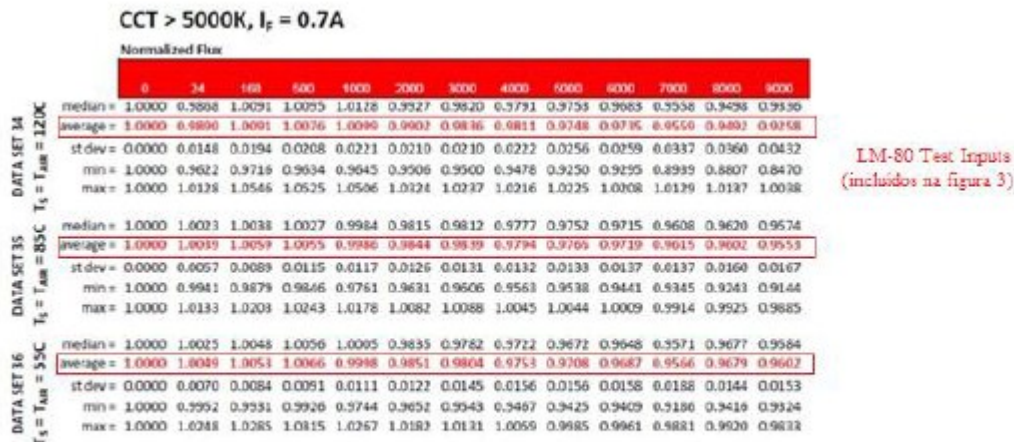 CCT > 5000K, IF = 0.7A
Normalized Flux
0 24 168 500 1000 2000 3000 4000 5000 6000 7000 8000 9000
DATA SET 34
TS = TAIR = 120C
median = 1.0000 0.9868 1.0091 1.0095 1.0128 0.9927 0.9820 0.9791 0.9753 0.9683 0.9558 0.9498 0.9336
average = 1.0000 0.9890 1.0091 1.0076 1.0099 0.9902 0.9836 0.9811 0.9748 0.9735 0.9559 0.9492 0.9258
st dev = 0.0000 0.0148 0.0194 0.0208 0.0221 0.0210 0.0210 0.0222 0.0256 0.0259 0.0337 0.0360 0.0432
min = 1.0000 0.9622 0.9716 0.9634 0.9645 0.9506 0.9500 0.9478 0.9250 0.9295 0.8939 0.8807 0.8470
max = 1.0000 1.0128 1.0546 1.0525 1.0506 1.0324 1.0237 1.0216 1.0225 1.0208 1.0129 1.0137 1.0038
LM-80 Test Inputs
(incluídos na figura 3)
DATA SET 35
TS = TAIR = 85C
median = 1.0000 1.0023 1.0038 1.0027 0.9984 0.9815 0.9812 0.9777 0.9752 0.9715 0.9608 0.9620 0.9574
average = 1.0000 1.0039 1.0059 1.0055 0.9986 0.9844 0.9839 0.9794 0.9765 0.9719 0.9615 0.9602 0.9553
st dev = 0.0000 0.0057 0.0089 0.0115 0.0117 0.0126 0.0131 0.0132 0.0133 0.0137 0.0137 0.0160 0.0167
min = 1.0000 0.9941 0.9879 0.9846 0.9761 0.9631 0.9606 0.9563 0.9538 0.9441 0.9345 0.9243 0.9144
max = 1.0000 1.0133 1.0203 1.0243 1.0178 1.0082 1.0088 1.0045 1.0044 1.0009 0.9914 0.9925 0.9885
DATA SET 36
TS = TAIR = 55C
median = 1.0000 1.0025 1.0048 1.0056 1.0005 0.9835 0.9782 0.9722 0.9672 0.9648 0.9571 0.9677 0.9584
average = 1.0000 1.0049 1.0053 1.0066 0.9998 0.9851 0.9804 0.9753 0.9708 0.9687 0.9566 0.9679 0.9602
st dev = 0.0000 0.0070 0.0084 0.0091 0.0111 0.0122 0.0145 0.0156 0.0156 0.0158 0.0188 0.0144 0.0153
min = 1.0000 0.9952 0.9931 0.9926 0.9744 0.9652 0.9543 0.9467 0.9425 0.9409 0.9186 0.9416 0.9324
max = 1.0000 1.0248 1.0285 1.0315 1.0267 1.0182 1.0131 1.0059 0.9985 0.9961 0.9881 0.9920 0.9833